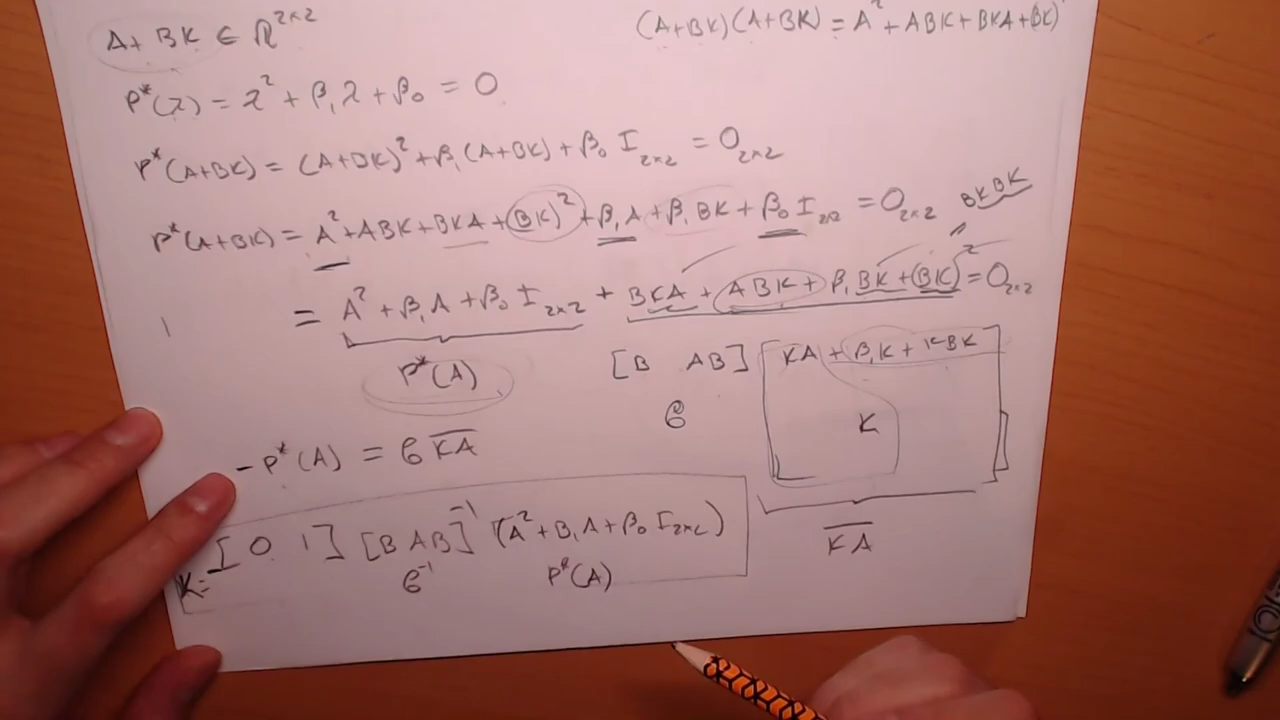 A+ BK ∈ ℝ^{2×2}
(A+BK)(A+BK) = A² + ABK + BKA + BK)
P*(λ) = λ² + β₁λ + β₀ = 0
P*(A+BK) = (A+BK)² + β₁(A+BK) + β₀ I_{2×2} = 0_{2×2}
P*(A+BK) = A² + ABK + BKA + (BK)² + β₁A + β₁BK + β₀ I_{2×2} = 0_{2×2}
BKBK
= A² + β₁A + β₀ I_{2×2} + BKA + ABK + β₁BK + (BK)² = 0_{2×2}
P*(A)
[B AB] [KA + β₁K + KBK
K]
𝒞
KA
-P*(A) = 𝒞 KA
K = [0 1] [B AB]⁻¹ (A² + β₁A + β₀ I_{2×2})
𝒞⁻¹ P*(A)